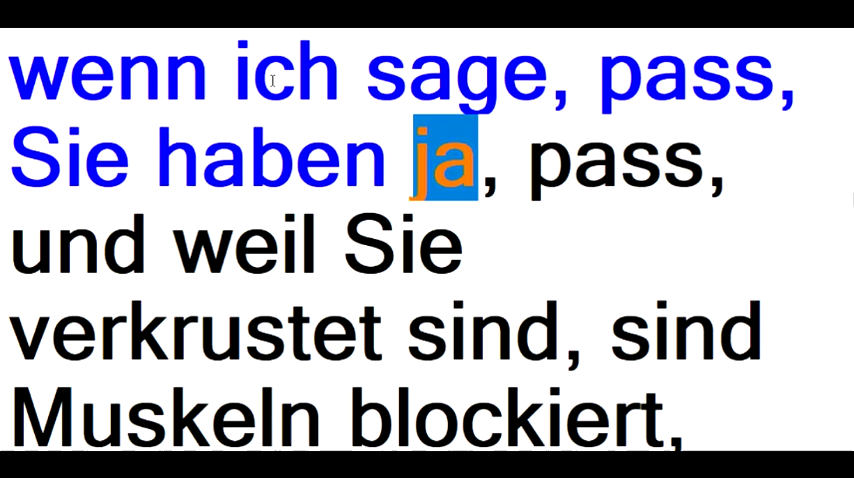 wenn ich sage, pass,
Sie haben ja, pass,
und weil Sie
verkrustet sind, sind
Muskeln blockiert,